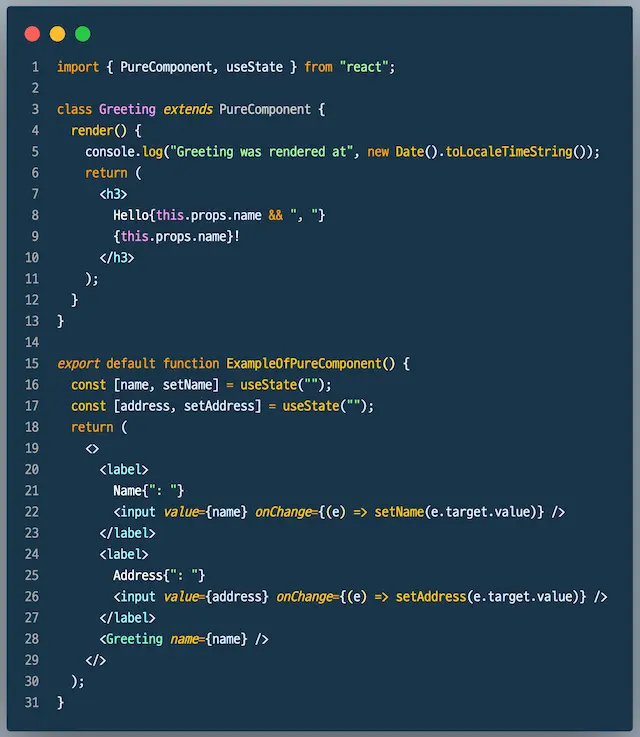 1 import { PureComponent, useState } from "react";
2
3 class Greeting extends PureComponent {
4   render() {
5     console.log("Greeting was rendered at", new Date().toLocaleTimeString());
6     return (
7       <h3>
8         Hello{this.props.name && ", "}
9         {this.props.name}!
10       </h3>
11     );
12   }
13 }
14
15 export default function ExampleOfPureComponent() {
16   const [name, setName] = useState("");
17   const [address, setAddress] = useState("");
18   return (
19     <>
20       <label>
21         Name{": "}
22         <input value={name} onChange={(e) => setName(e.target.value)} />
23       </label>
24       <label>
25         Address{": "}
26         <input value={address} onChange={(e) => setAddress(e.target.value)} />
27       </label>
28       <Greeting name={name} />
29     </>
30   );
31 }